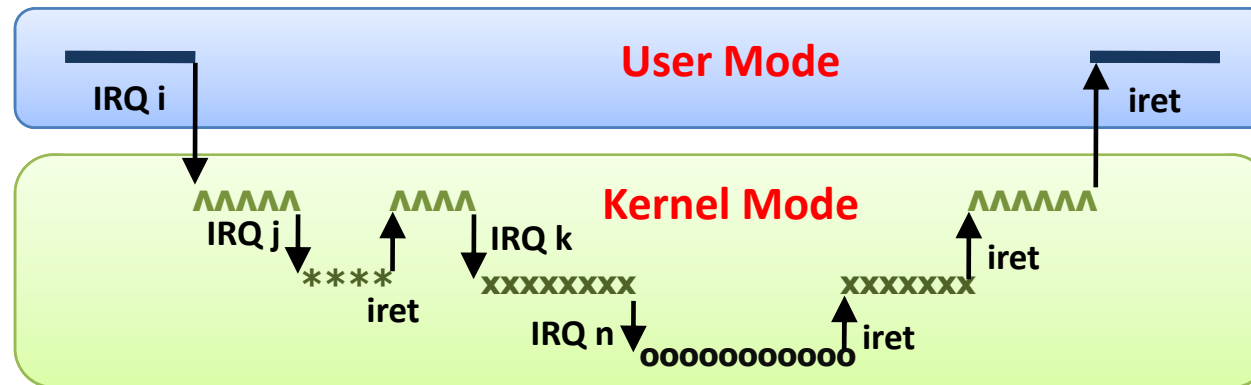 User Mode
IRQ i
iret
Kernel Mode
ΛΛΛΛΛ
ΛΛΛΛ
ΛΛΛΛΛΛ
IRQ j
IRQ k
iret
****
iret
xxxxxxxx
xxxxxxx
IRQ n
iret
ooooooooooo